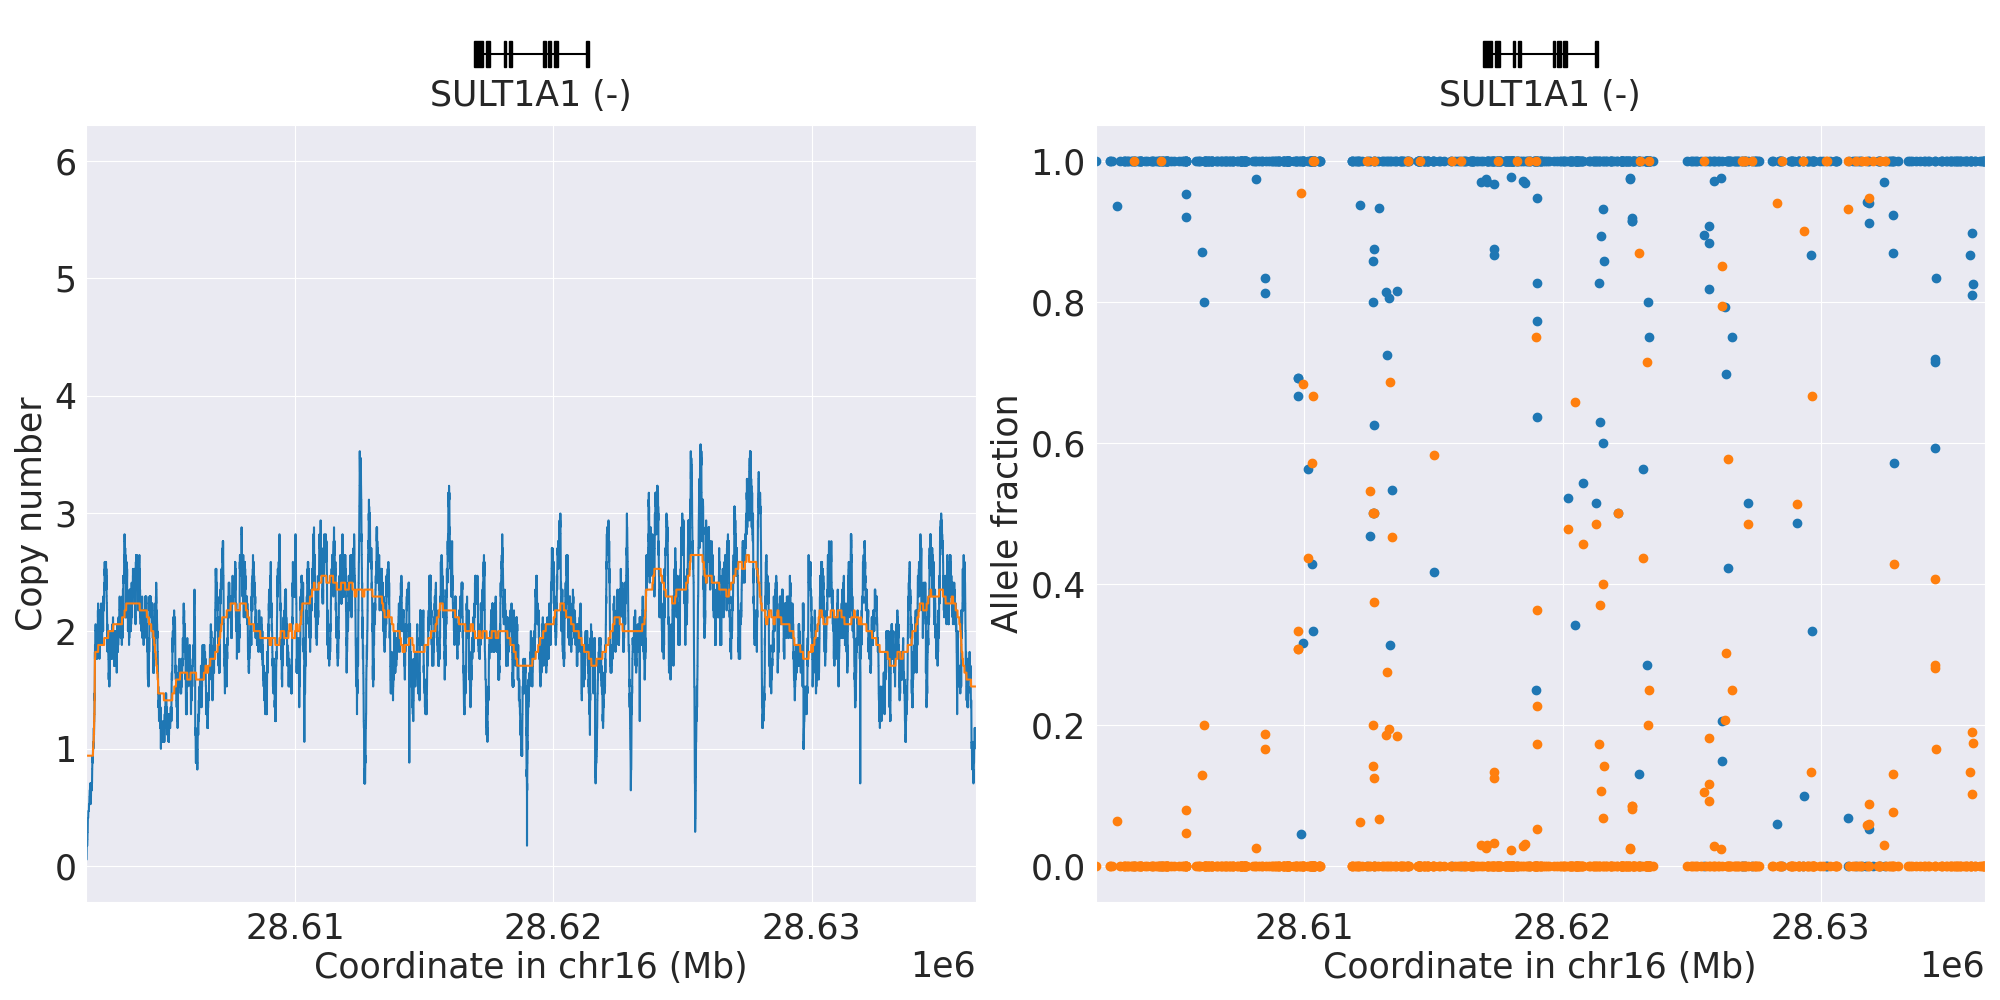 SULT1A1 (-)
6
5
4
3
2
1
0
Copy number
28.61
28.62
28.63
Coordinate in chr16 (Mb)
1e6
SULT1A1 (-)
1.0
0.8
0.6
0.4
0.2
0.0
Allele fraction
28.61
28.62
28.63
Coordinate in chr16 (Mb)
1e6